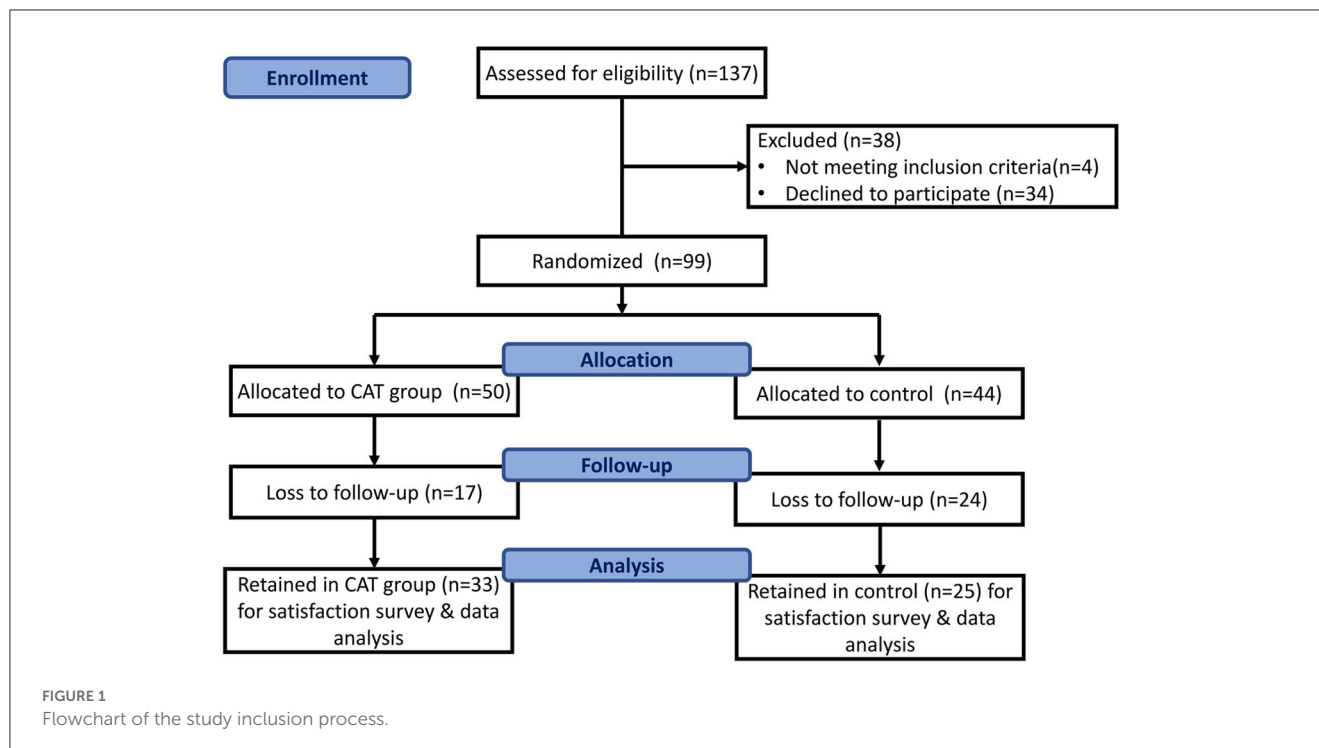 Enrollment
Assessed for eligibility (n=137)
Excluded (n=38)
• Not meeting inclusion criteria(n=4)
• Declined to participate (n=34)
Randomized (n=99)
Allocation
Allocated to CAT group (n=50)
Allocated to control (n=44)
Follow-up
Loss to follow-up (n=17)
Loss to follow-up (n=24)
Analysis
Retained in CAT group (n=33)
for satisfaction survey & data
analysis
Retained in control (n=25) for
satisfaction survey & data
analysis
FIGURE 1
Flowchart of the study inclusion process.